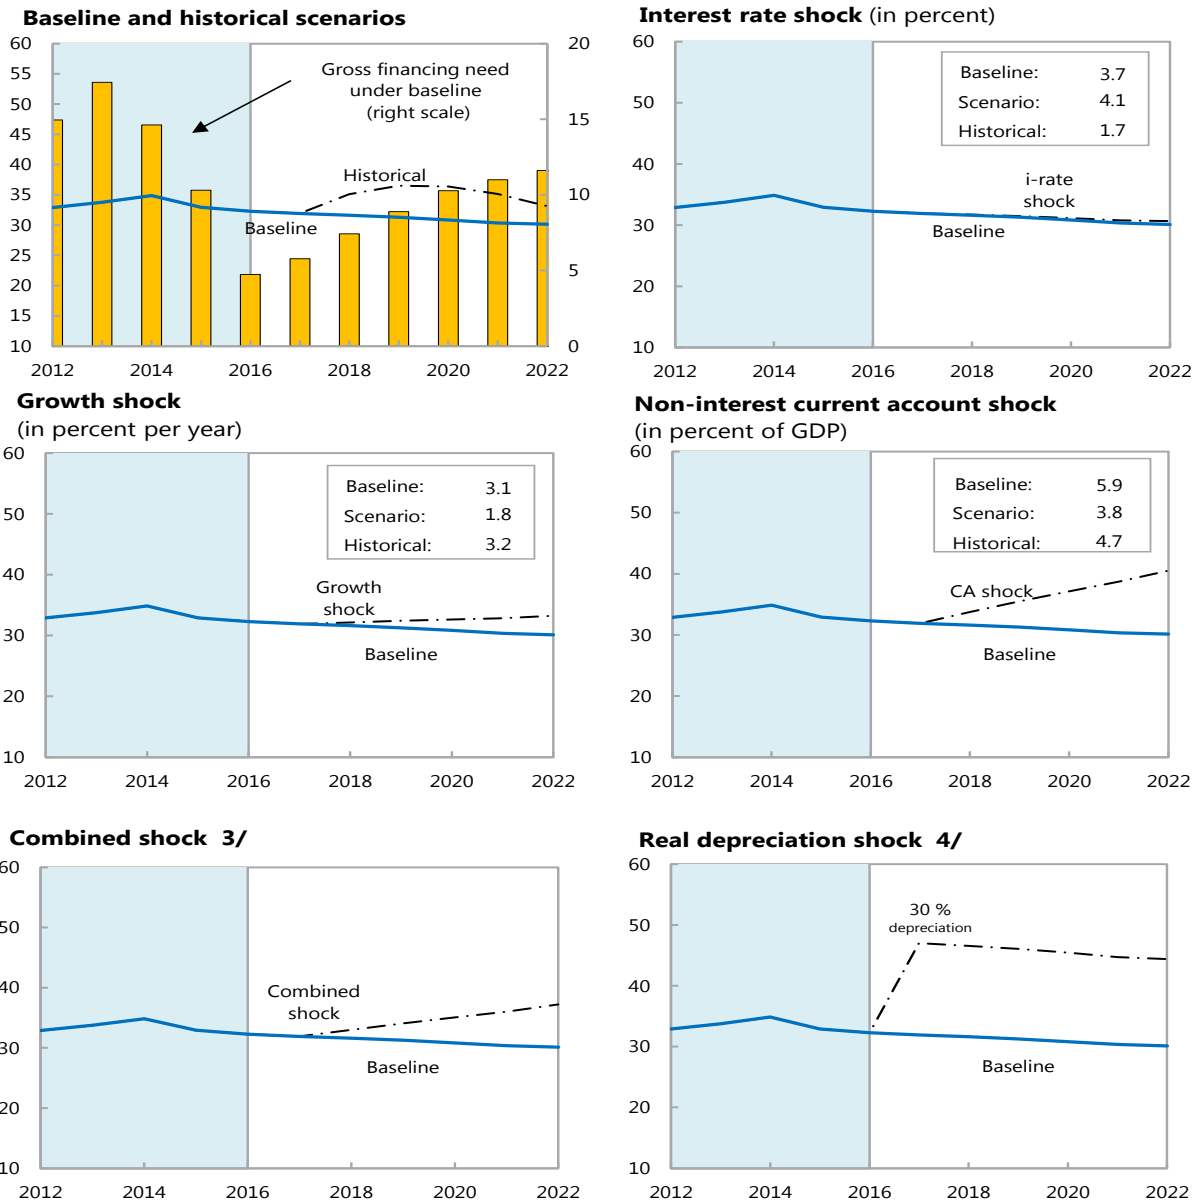 Baseline and historical scenarios
60
55
50
45
40
35
30
25
20
15
10
20
15
10
5
0
Gross financing need
under baseline
(right scale)
Historical
Baseline
2012 2014 2016 2018 2020 2022
Interest rate shock (in percent)
60
50
40
30
20
10
Baseline: 3.7
Scenario: 4.1
Historical: 1.7
i-rate
shock
Baseline
2012 2014 2016 2018 2020 2022
Growth shock
(in percent per year)
60
50
40
30
20
10
Baseline: 3.1
Scenario: 1.8
Historical: 3.2
Growth
shock
Baseline
2012 2014 2016 2018 2020 2022
Non-interest current account shock
(in percent of GDP)
60
50
40
30
20
10
Baseline: 5.9
Scenario: 3.8
Historical: 4.7
CA shock
Baseline
2012 2014 2016 2018 2020 2022
Combined shock 3/
60
50
40
30
20
10
Combined
shock
Baseline
2012 2014 2016 2018 2020 2022
Real depreciation shock 4/
60
50
40
30
20
10
30 %
depreciation
Baseline
2012 2014 2016 2018 2020 2022